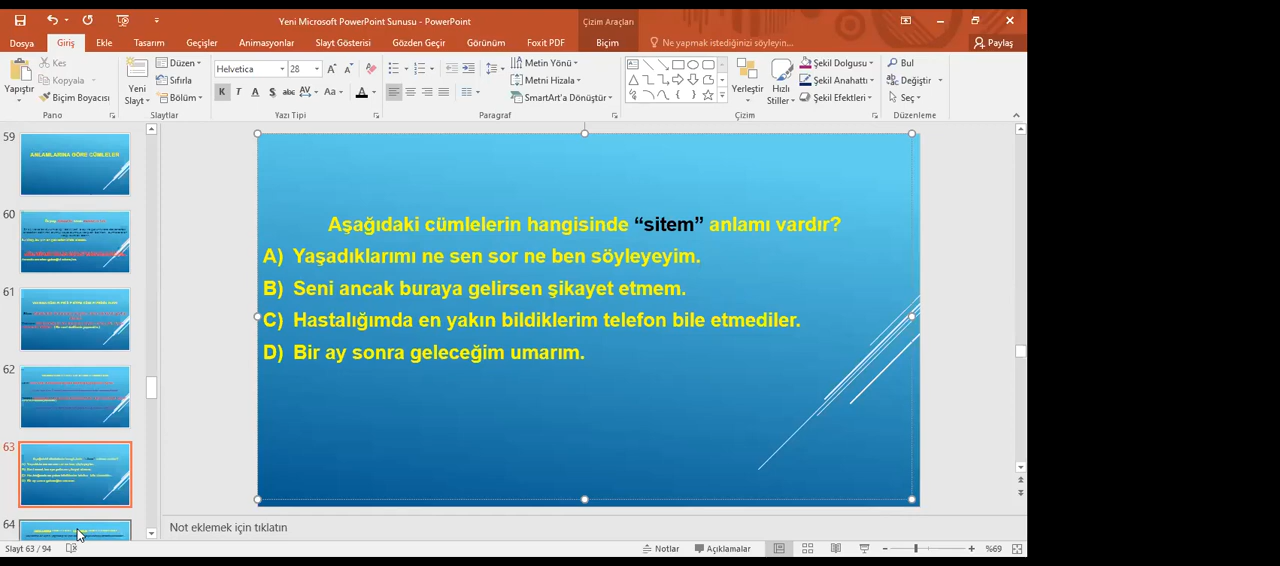 Yeni Microsoft PowerPoint Sunusu - PowerPoint
Çizim Araçları
Dosya Giriş Ekle Tasarım Geçişler Animasyonlar Slayt Gösterisi Gözden Geçir Görünüm Foxit PDF Biçim Ne yapmak istediğinizi söyleyin... Paylaş
Yapıştır
Kes
Kopyala
Biçim Boyacısı
Pano
Yeni
Slayt
Düzen
Sıfırla
Bölüm
Slaytlar
Helvetica 28
K T A S abc AV Aa A
Yazı Tipi
Metin Yönü
Metni Hizala
SmartArt'a Dönüştür
Paragraf
Yerleştir
Hızlı
Stiller
Şekil Dolgusu
Şekil Anahattı
Şekil Efektleri
Çizim
Bul
Değiştir
Seç
Düzenleme
59
ANLAMLARINA GÖRE CÜMLELER
60
61
62
63
64
Aşağıdaki cümlelerin hangisinde “sitem” anlamı vardır?
A) Yaşadıklarımı ne sen sor ne ben söyleyeyim.
B) Seni ancak buraya gelirsen şikayet etmem.
C) Hastalığımda en yakın bildiklerim telefon bile etmediler.
D) Bir ay sonra geleceğim umarım.
Not eklemek için tıklatın
Slayt 63 / 94
Notlar Açıklamalar %69